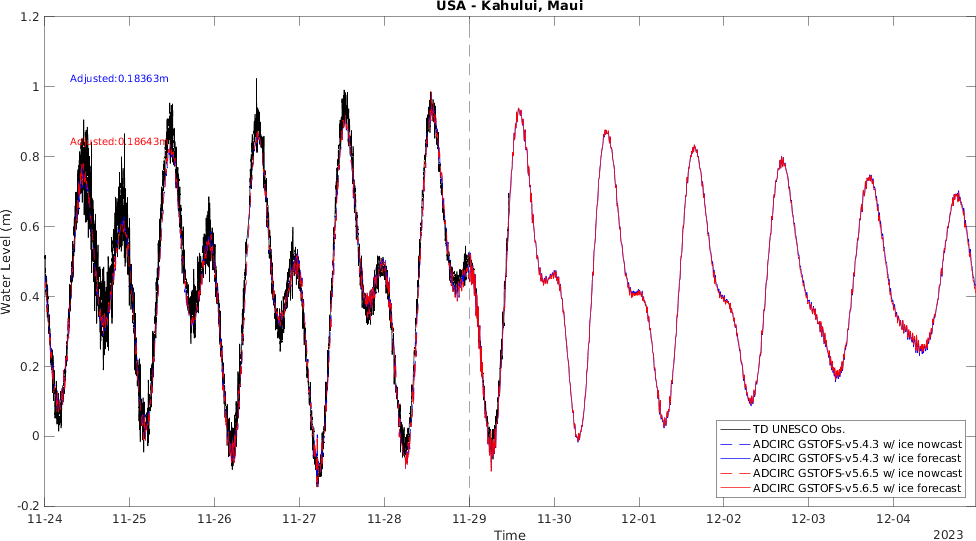 USA - Kahului, Maui
1.2
1
0.8
0.6
0.4
0.2
0
-0.2
Water Level (m)
Adjusted:0.18363m
Adjusted:0.18643m
TD UNESCO Obs.
ADCIRC GSTOFS-v5.4.3 w/ ice nowcast
ADCIRC GSTOFS-v5.4.3 w/ ice forecast
ADCIRC GSTOFS-v5.6.5 w/ ice nowcast
ADCIRC GSTOFS-v5.6.5 w/ ice forecast
11-24 11-25 11-26 11-27 11-28 11-29 11-30 12-01 12-02 12-03 12-04
Time
2023